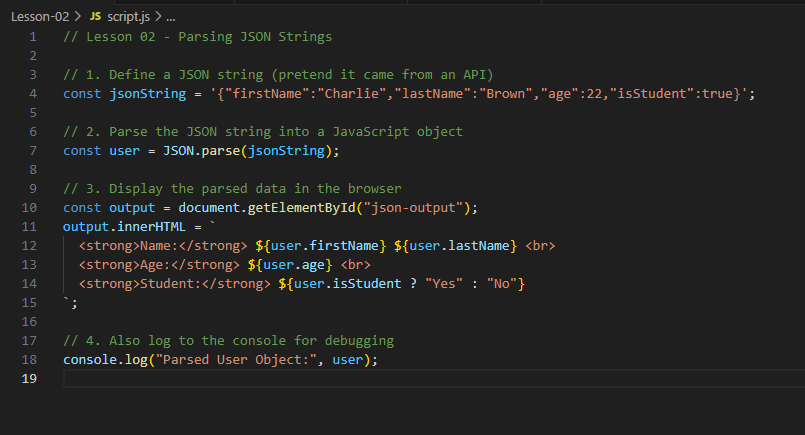 Lesson-02 > JS script.js > ...
1 // Lesson 02 - Parsing JSON Strings
2
3 // 1. Define a JSON string (pretend it came from an API)
4 const jsonString = '{"firstName":"Charlie","lastName":"Brown","age":22,"isStudent":true}';
5
6 // 2. Parse the JSON string into a JavaScript object
7 const user = JSON.parse(jsonString);
8
9 // 3. Display the parsed data in the browser
10 const output = document.getElementById("json-output");
11 output.innerHTML = `
12   <strong>Name:</strong> ${user.firstName} ${user.lastName} <br>
13   <strong>Age:</strong> ${user.age} <br>
14   <strong>Student:</strong> ${user.isStudent ? "Yes" : "No"}
15 `;
16
17 // 4. Also log to the console for debugging
18 console.log("Parsed User Object:", user);
19